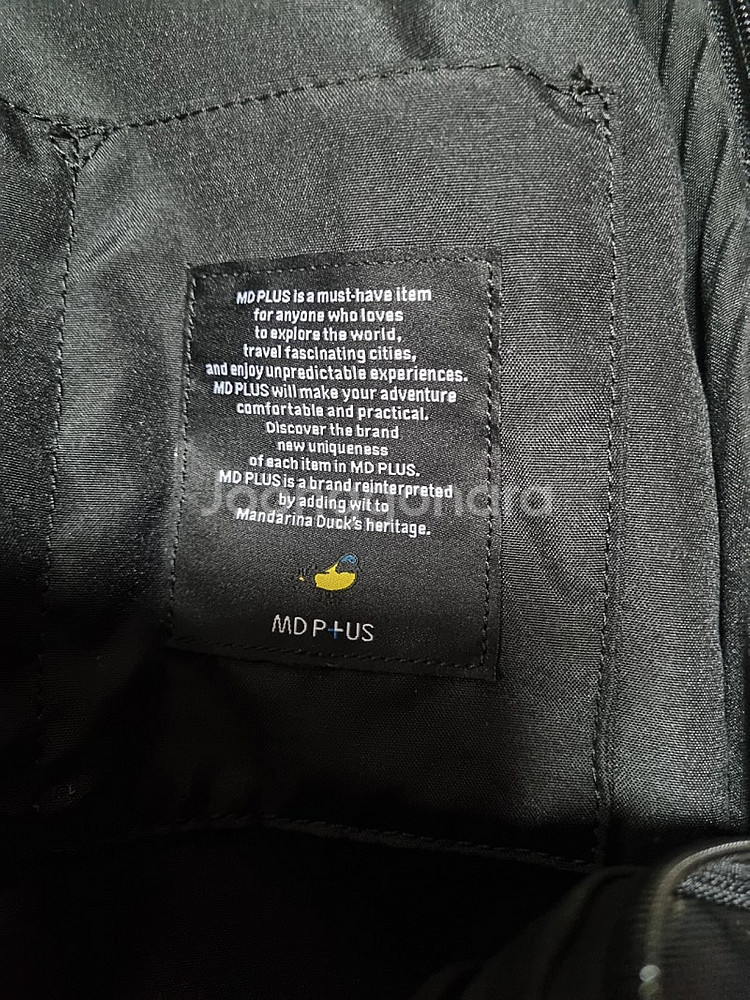 MD PLUS is a must-have item
for anyone who loves
to explore the world,
travel fascinating cities,
and enjoy unpredictable experiences.
MD PLUS will make your adventure
comfortable and practical.
Discover the brand
new uniqueness
of each item in MD PLUS.
MD PLUS is a brand reinterpreted
by adding wit to
Mandarina Duck's heritage.
Joonggonara
MD PLUS